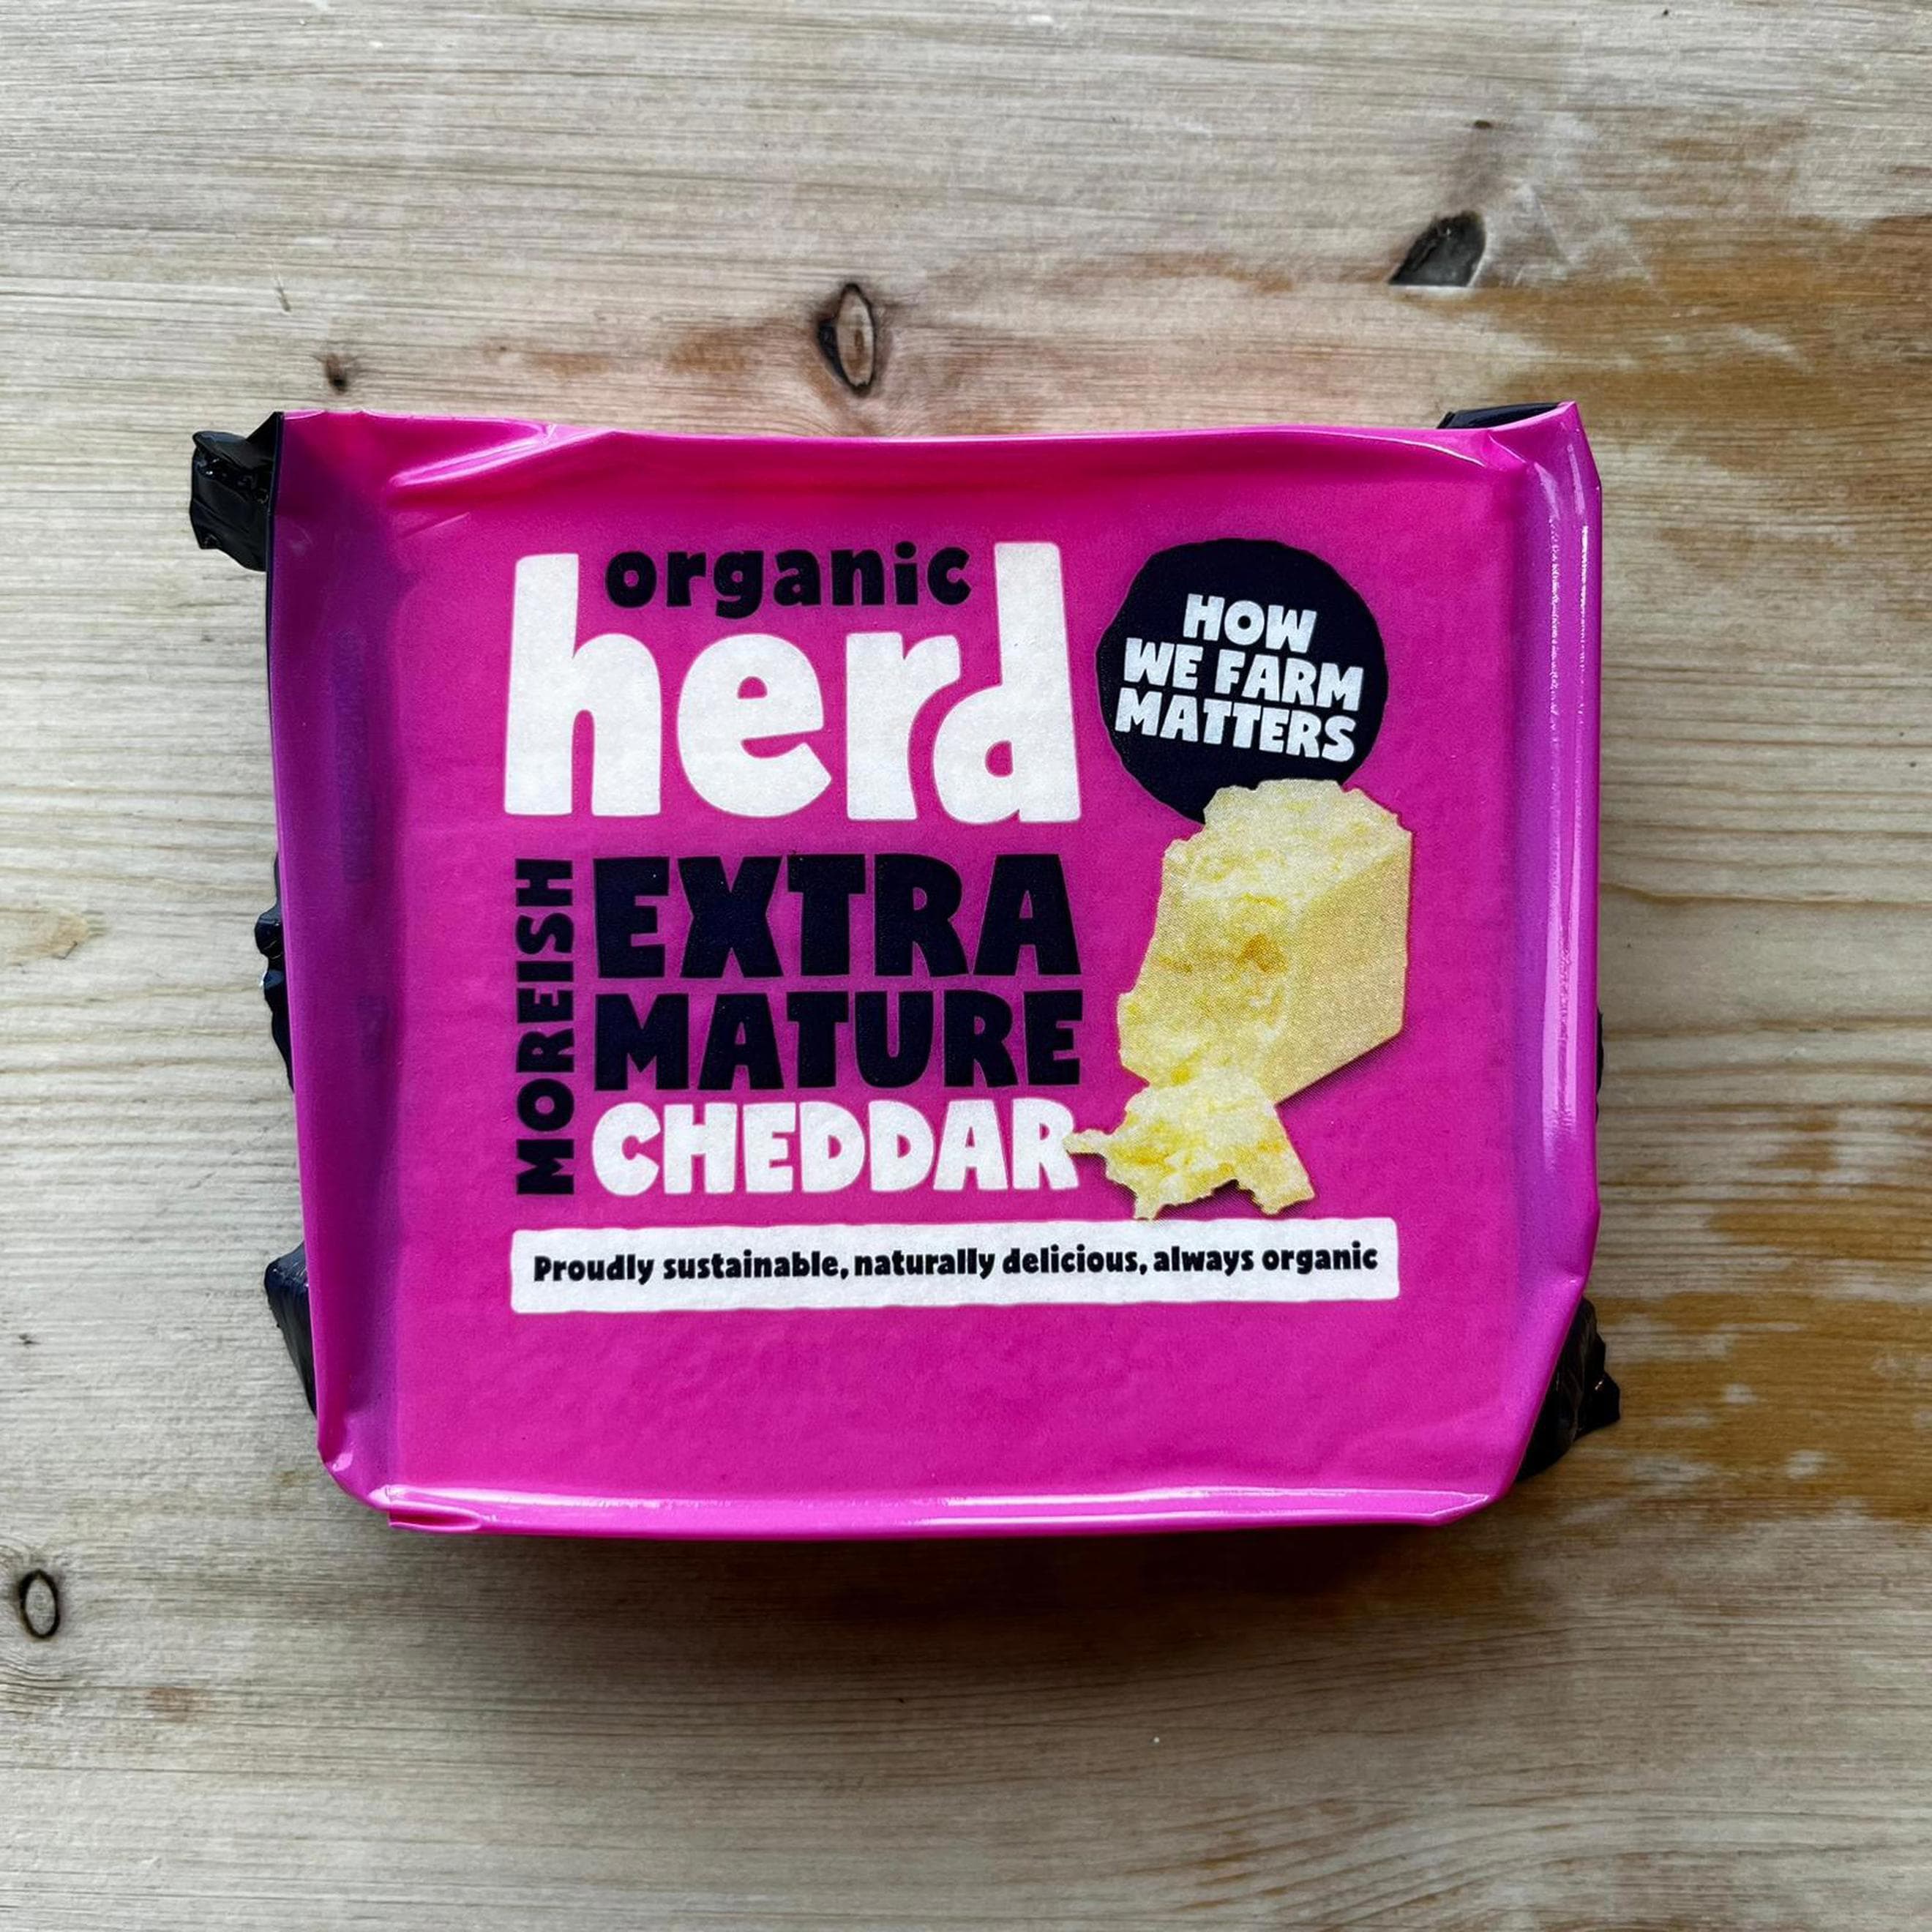 organic
herd
HOW
WE FARM
MATTERS
MOREISH
EXTRA
MATURE
CHEDDAR
Proudly sustainable, naturally delicious, always organic